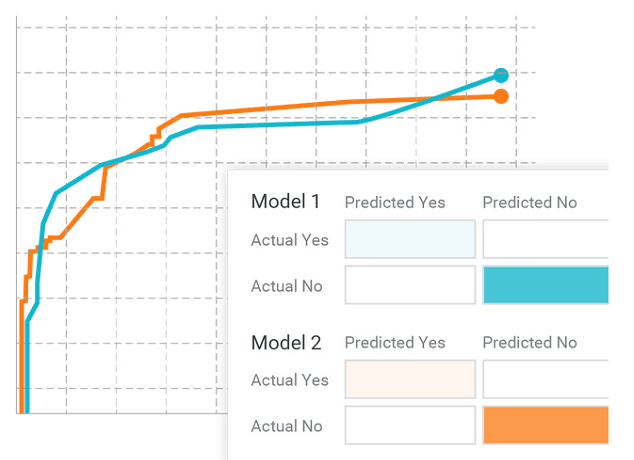 Model 1 Predicted Yes Predicted No
Actual Yes
Actual No
Model 2 Predicted Yes Predicted No
Actual Yes
Actual No